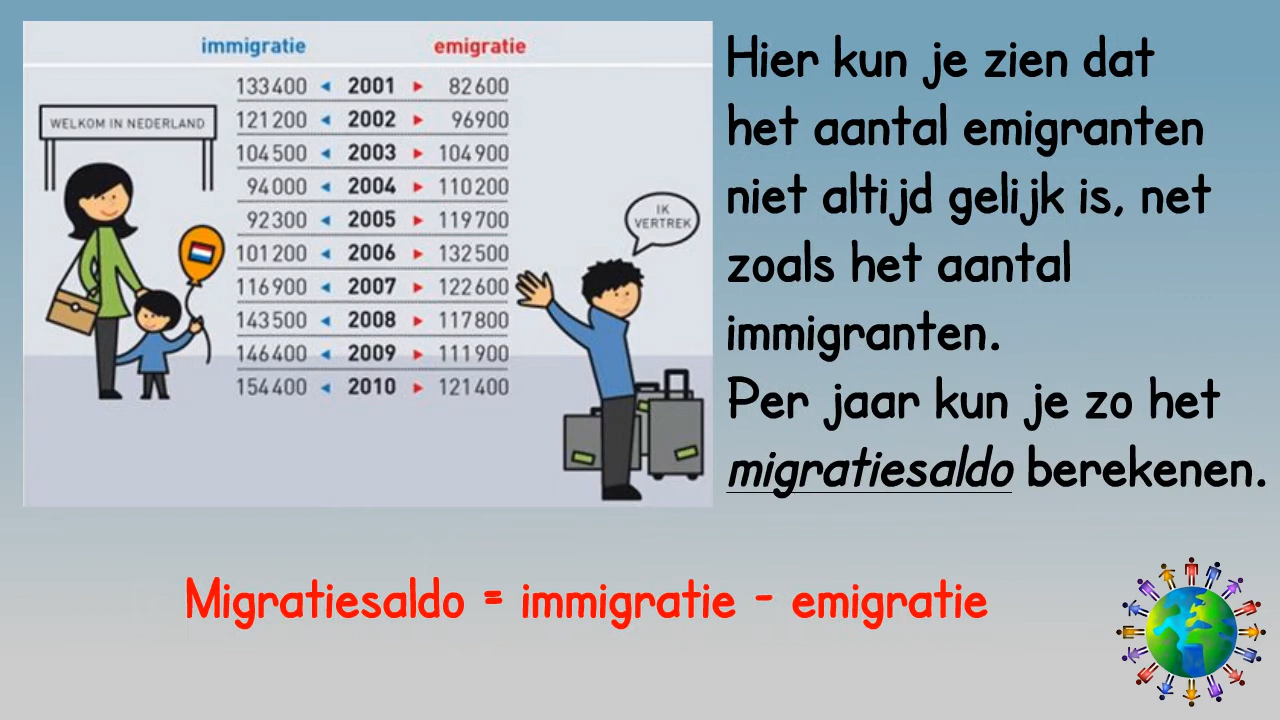 immigratie emigratie
133400 ◄ 2001 ► 82600
121200 ◄ 2002 ► 96900
104500 ◄ 2003 ► 104900
94000 ◄ 2004 ► 110200
92300 ◄ 2005 ► 119700
101200 ◄ 2006 ► 132500
116900 ◄ 2007 ► 122600
143500 ◄ 2008 ► 117800
146400 ◄ 2009 ► 111900
154400 ◄ 2010 ► 121400
WELKOM IN NEDERLAND
IK
VERTREK
Hier kun je zien dat
het aantal emigranten
niet altijd gelijk is, net
zoals het aantal
immigranten.
Per jaar kun je zo het
migratiesaldo berekenen.
Migratiesaldo = immigratie - emigratie